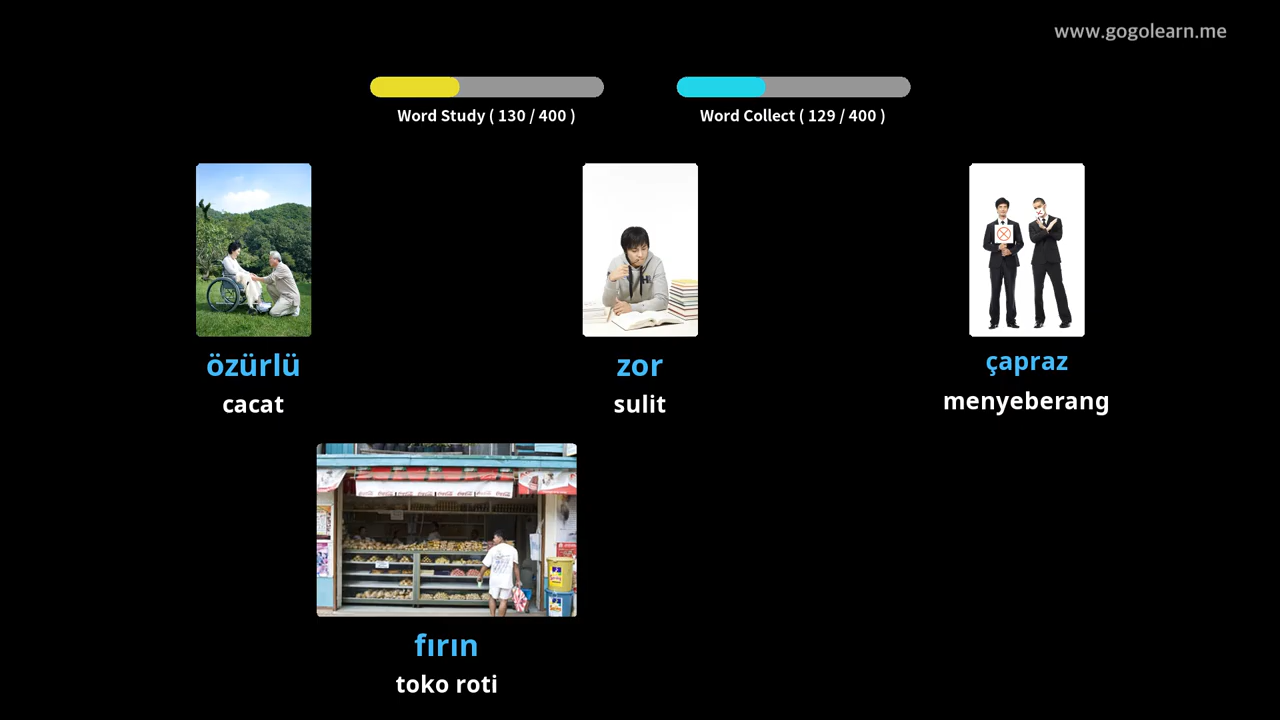 www.gogolearn.me
Word Study ( 130 / 400 )
Word Collect ( 129 / 400 )
özürlü
zor
çapraz
cacat
sulit
menyeberang
fırın
toko roti